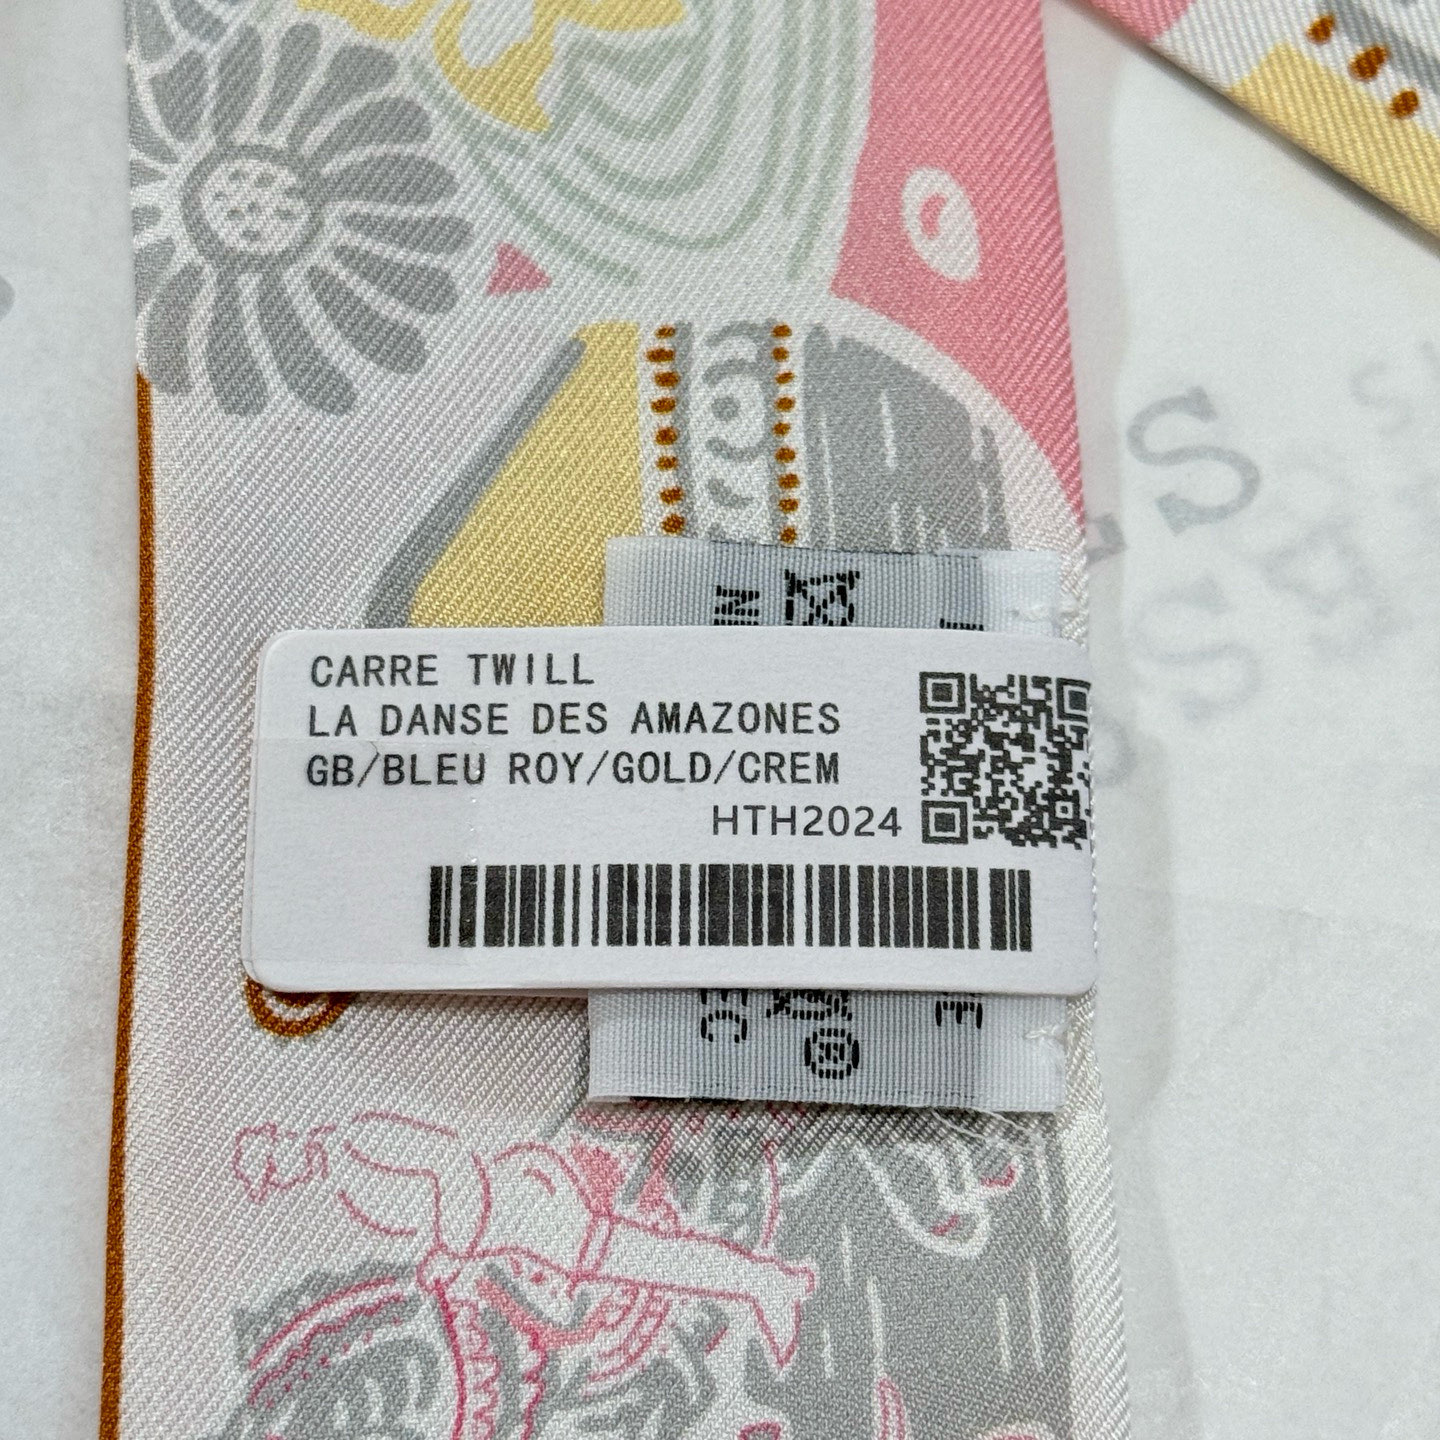 CARRE TWILL
LA DANSE DES AMAZONES
GB/BLEU ROY/GOLD/CREM
HTH2024